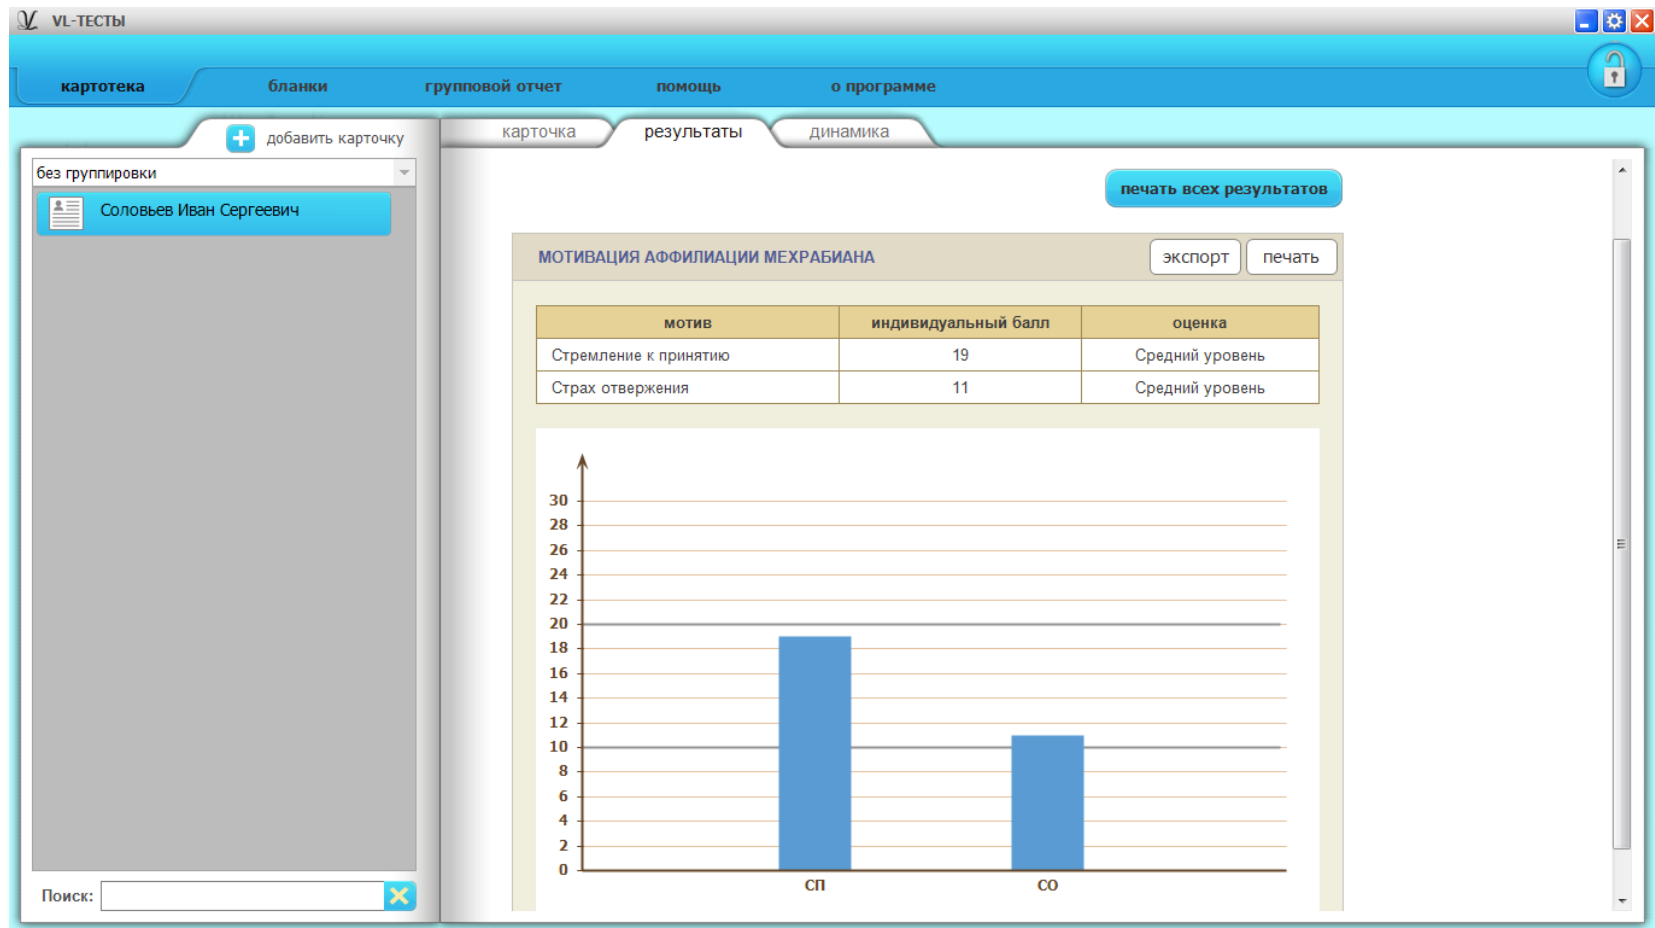 VL-ТЕСТЫ
картотека бланки групповой отчет помощь о программе
добавить карточку
карточка результаты динамика
без группировки
Соловьев Иван Сергеевич
печать всех результатов
МОТИВАЦИЯ АФФИЛИАЦИИ МЕХРАБИАНА экспорт печать
мотив индивидуальный балл оценка
Стремление к принятию 19 Средний уровень
Страх отвержения 11 Средний уровень
30
28
26
24
22
20
18
16
14
12
10
8
6
4
2
0
СП СО
Поиск: